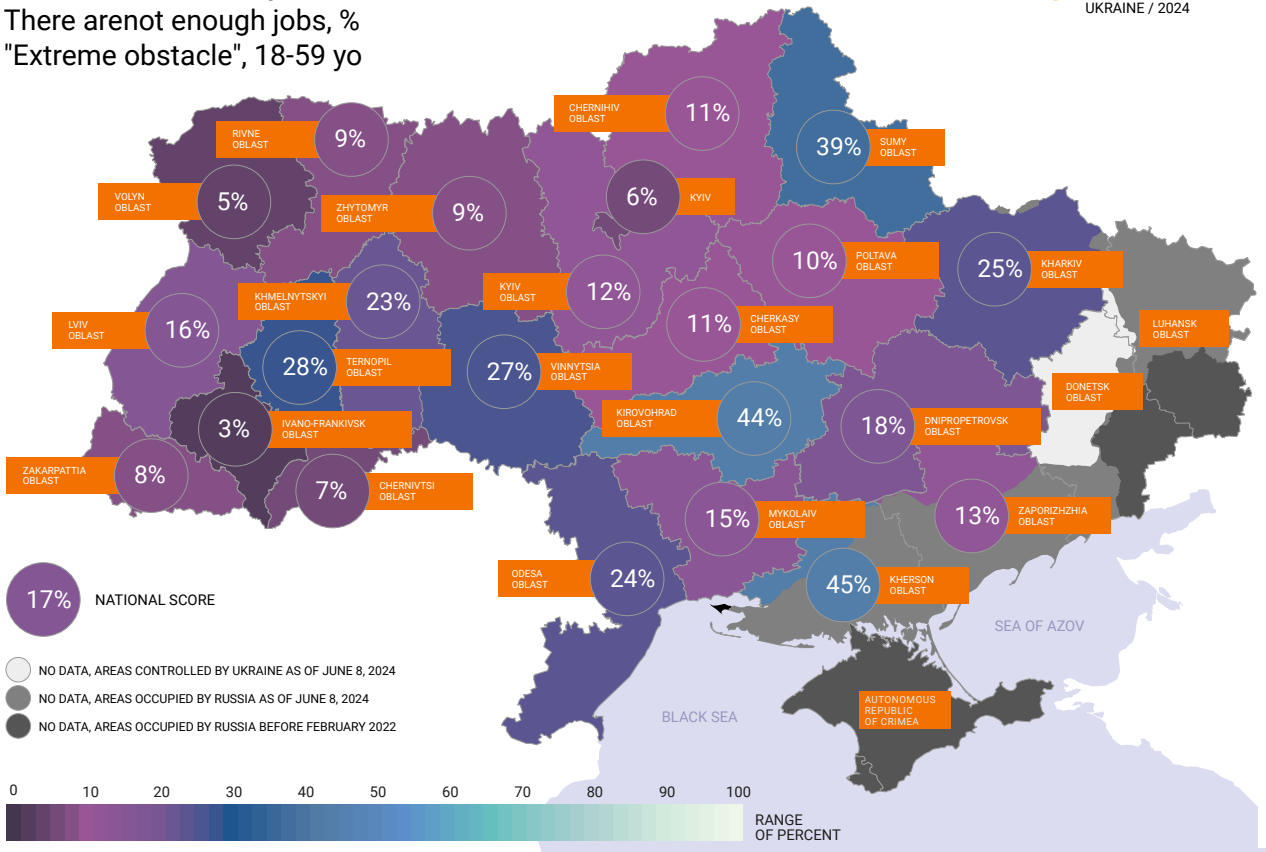 UKRAINE / 2024
There arenot enough jobs, %
"Extreme obstacle", 18-59 yo
CHERNIHIV
OBLAST
11%
RIVNE
OBLAST
9%
39%
SUMY
OBLAST
VOLYN
OBLAST
5%
ZHYTOMYR
OBLAST
9%
6%
KYIV
10%
POLTAVA
OBLAST
25%
KHARKIV
OBLAST
KHMELNYTSKYI
OBLAST
23%
KYIV
OBLAST
12%
LVIV
OBLAST
16%
11%
CHERKASY
OBLAST
LUHANSK
OBLAST
28%
TERNOPIL
OBLAST
27%
VINNYTSIA
OBLAST
DONETSK
OBLAST
KIROVOHRAD
OBLAST
44%
18%
DNIPROPETROVSK
OBLAST
3%
IVANO-FRANKIVSK
OBLAST
ZAKARPATTIA
OBLAST
8%
7%
CHERNIVTSI
OBLAST
15%
MYKOLAIV
OBLAST
13%
ZAPORIZHZHIA
OBLAST
ODESA
OBLAST
24%
45%
KHERSON
OBLAST
17%
NATIONAL SCORE
SEA OF AZOV
NO DATA, AREAS CONTROLLED BY UKRAINE AS OF JUNE 8, 2024
NO DATA, AREAS OCCUPIED BY RUSSIA AS OF JUNE 8, 2024
NO DATA, AREAS OCCUPIED BY RUSSIA BEFORE FEBRUARY 2022
BLACK SEA
AUTONOMOUS
REPUBLIC
OF CRIMEA
0 10 20 30 40 50 60 70 80 90 100
RANGE
OF PERCENT